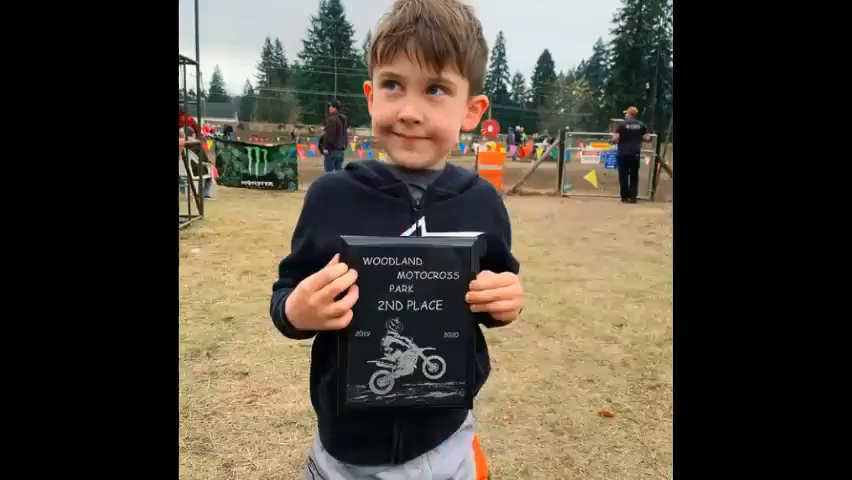 WOODLAND
MOTOCROSS
PARK
2ND PLACE
2019 2020
MONSTER